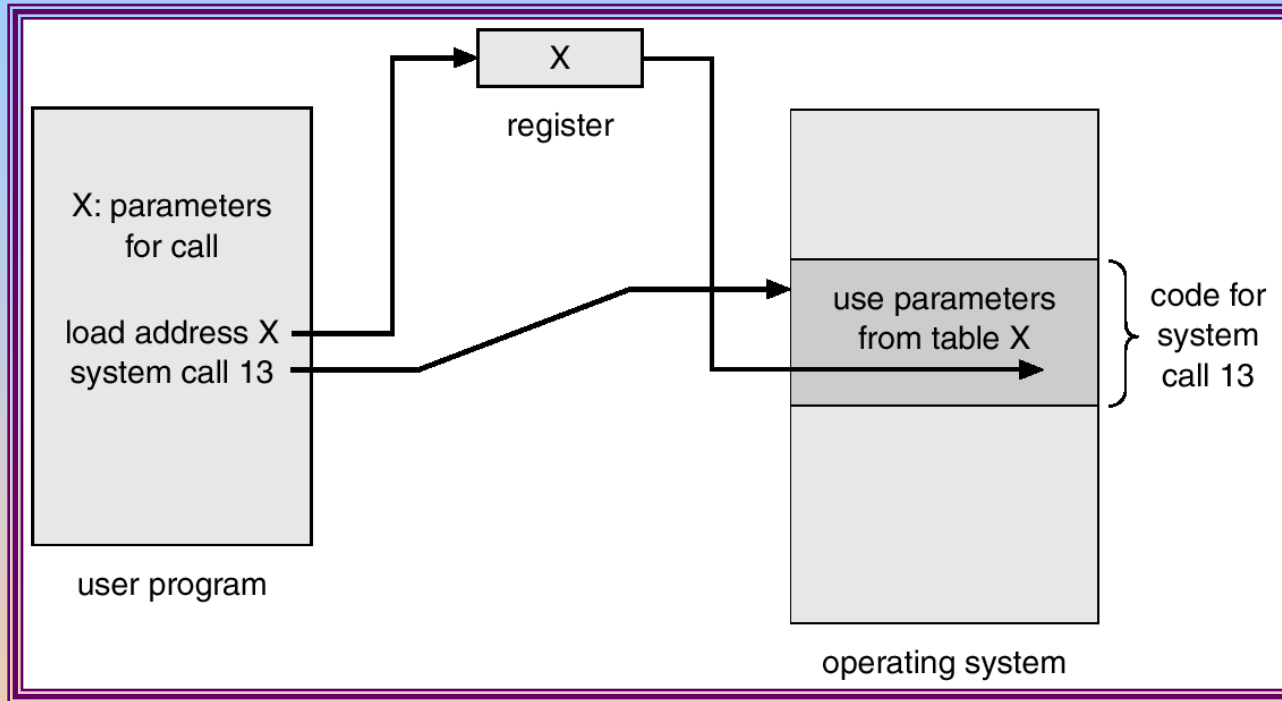 X
register
X: parameters
for call
load address X
system call 13
user program
use parameters
from table X
code for
system
call 13
operating system